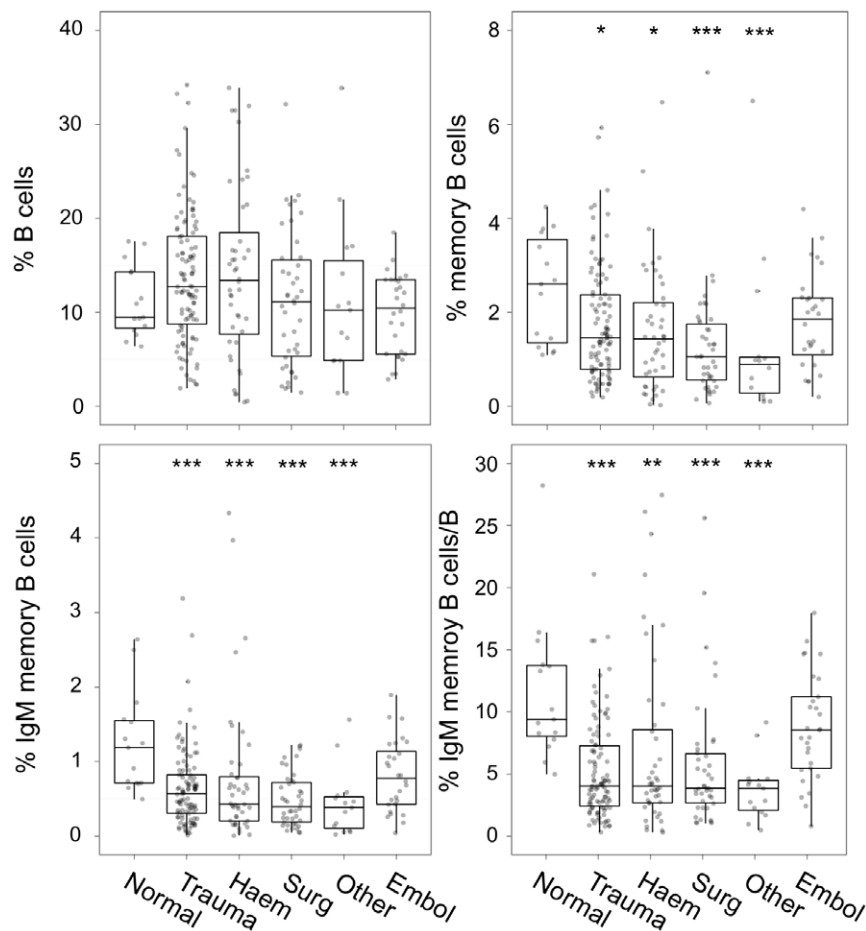 40
30
20
10
0
% B cells
* * *** ***
8
6
4
2
0
% memory B cells
*** *** *** ***
5
4
3
2
1
0
% IgM memory B cells
Normal Trauma Haem Surg Other Embol
*** ** *** ***
30
25
20
15
10
5
0
% IgM memroy B cells/B
Normal Trauma Haem Surg Other Embol